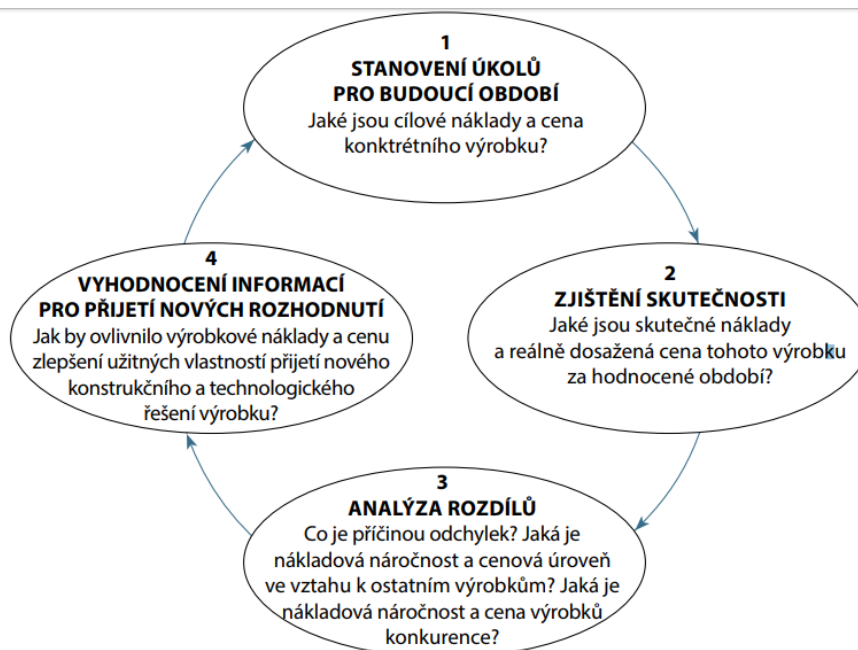 1
STANOVENÍ ÚKOLŮ
PRO BUDOUCÍ OBDOBÍ
Jaké jsou cílové náklady a cena
konktrétního výrobku?
2
ZJIŠTĚNÍ SKUTEČNOSTI
Jaké jsou skutečné náklady
a reálně dosažená cena tohoto výrobku
za hodnocené období?
3
ANALÝZA ROZDÍLŮ
Co je příčinou odchylek? Jaká je
nákladová náročnost a cenová úroveň
ve vztahu k ostatním výrobkům? Jaká je
nákladová náročnost a cena výrobků
konkurence?
4
VYHODNOCENÍ INFORMACÍ
PRO PŘIJETÍ NOVÝCH ROZHODNUTÍ
Jak by ovlivnilo výrobkové náklady a cenu
zlepšení užitných vlastností přijetí nového
konstrukčního a technologického
řešení výrobku?